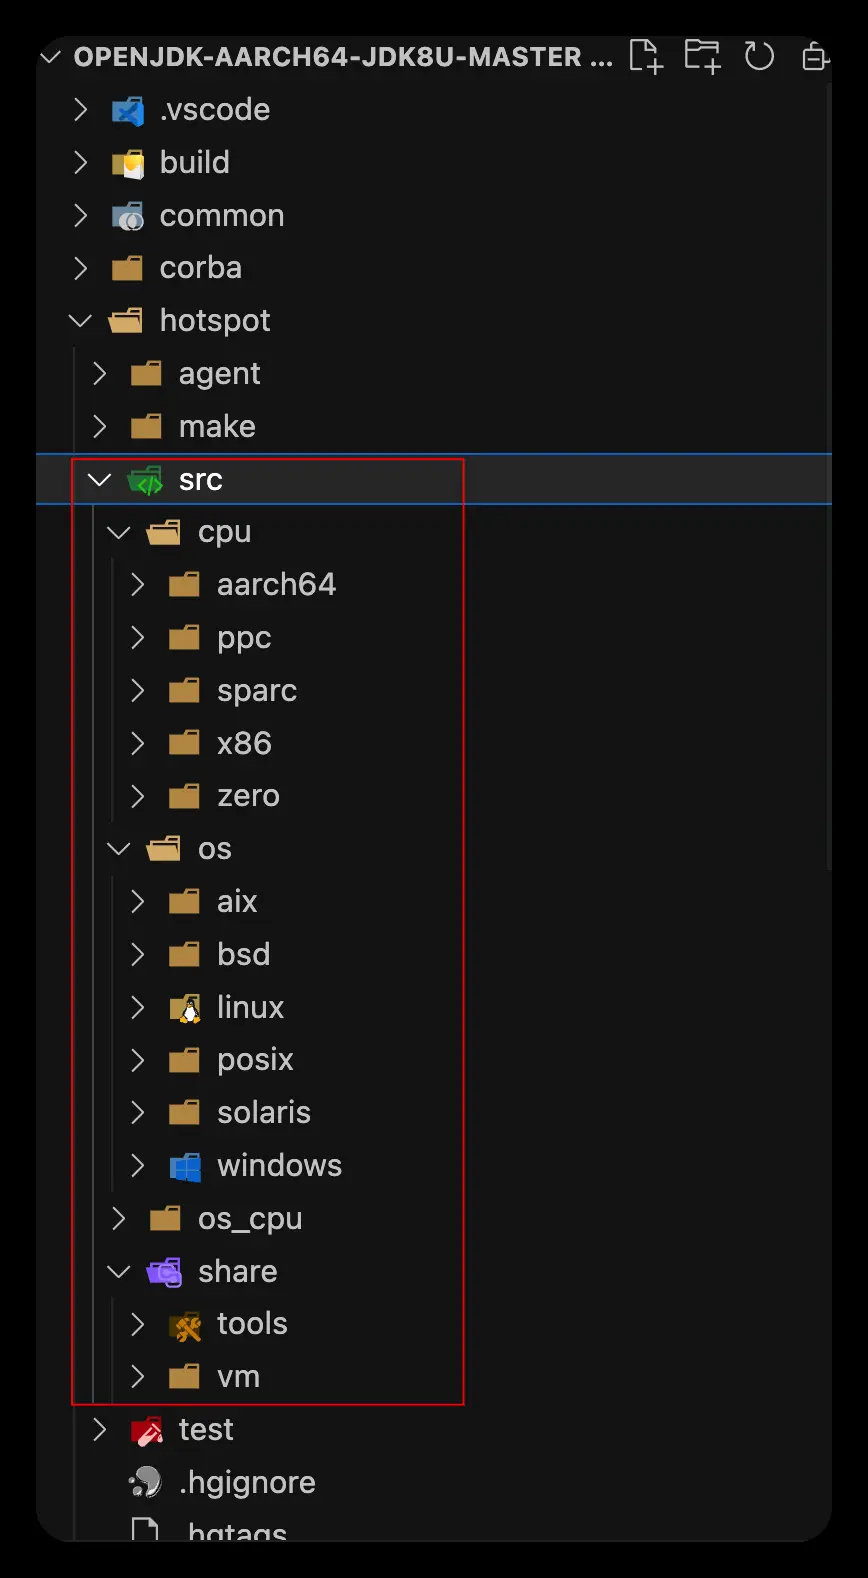 OPENJDK-AARCH64-JDK8U-MASTER ...
.vscode
build
common
corba
hotspot
agent
make
src
cpu
aarch64
ppc
sparc
x86
zero
os
aix
bsd
linux
posix
solaris
windows
os_cpu
share
tools
vm
test
.hgignore
.hgtags